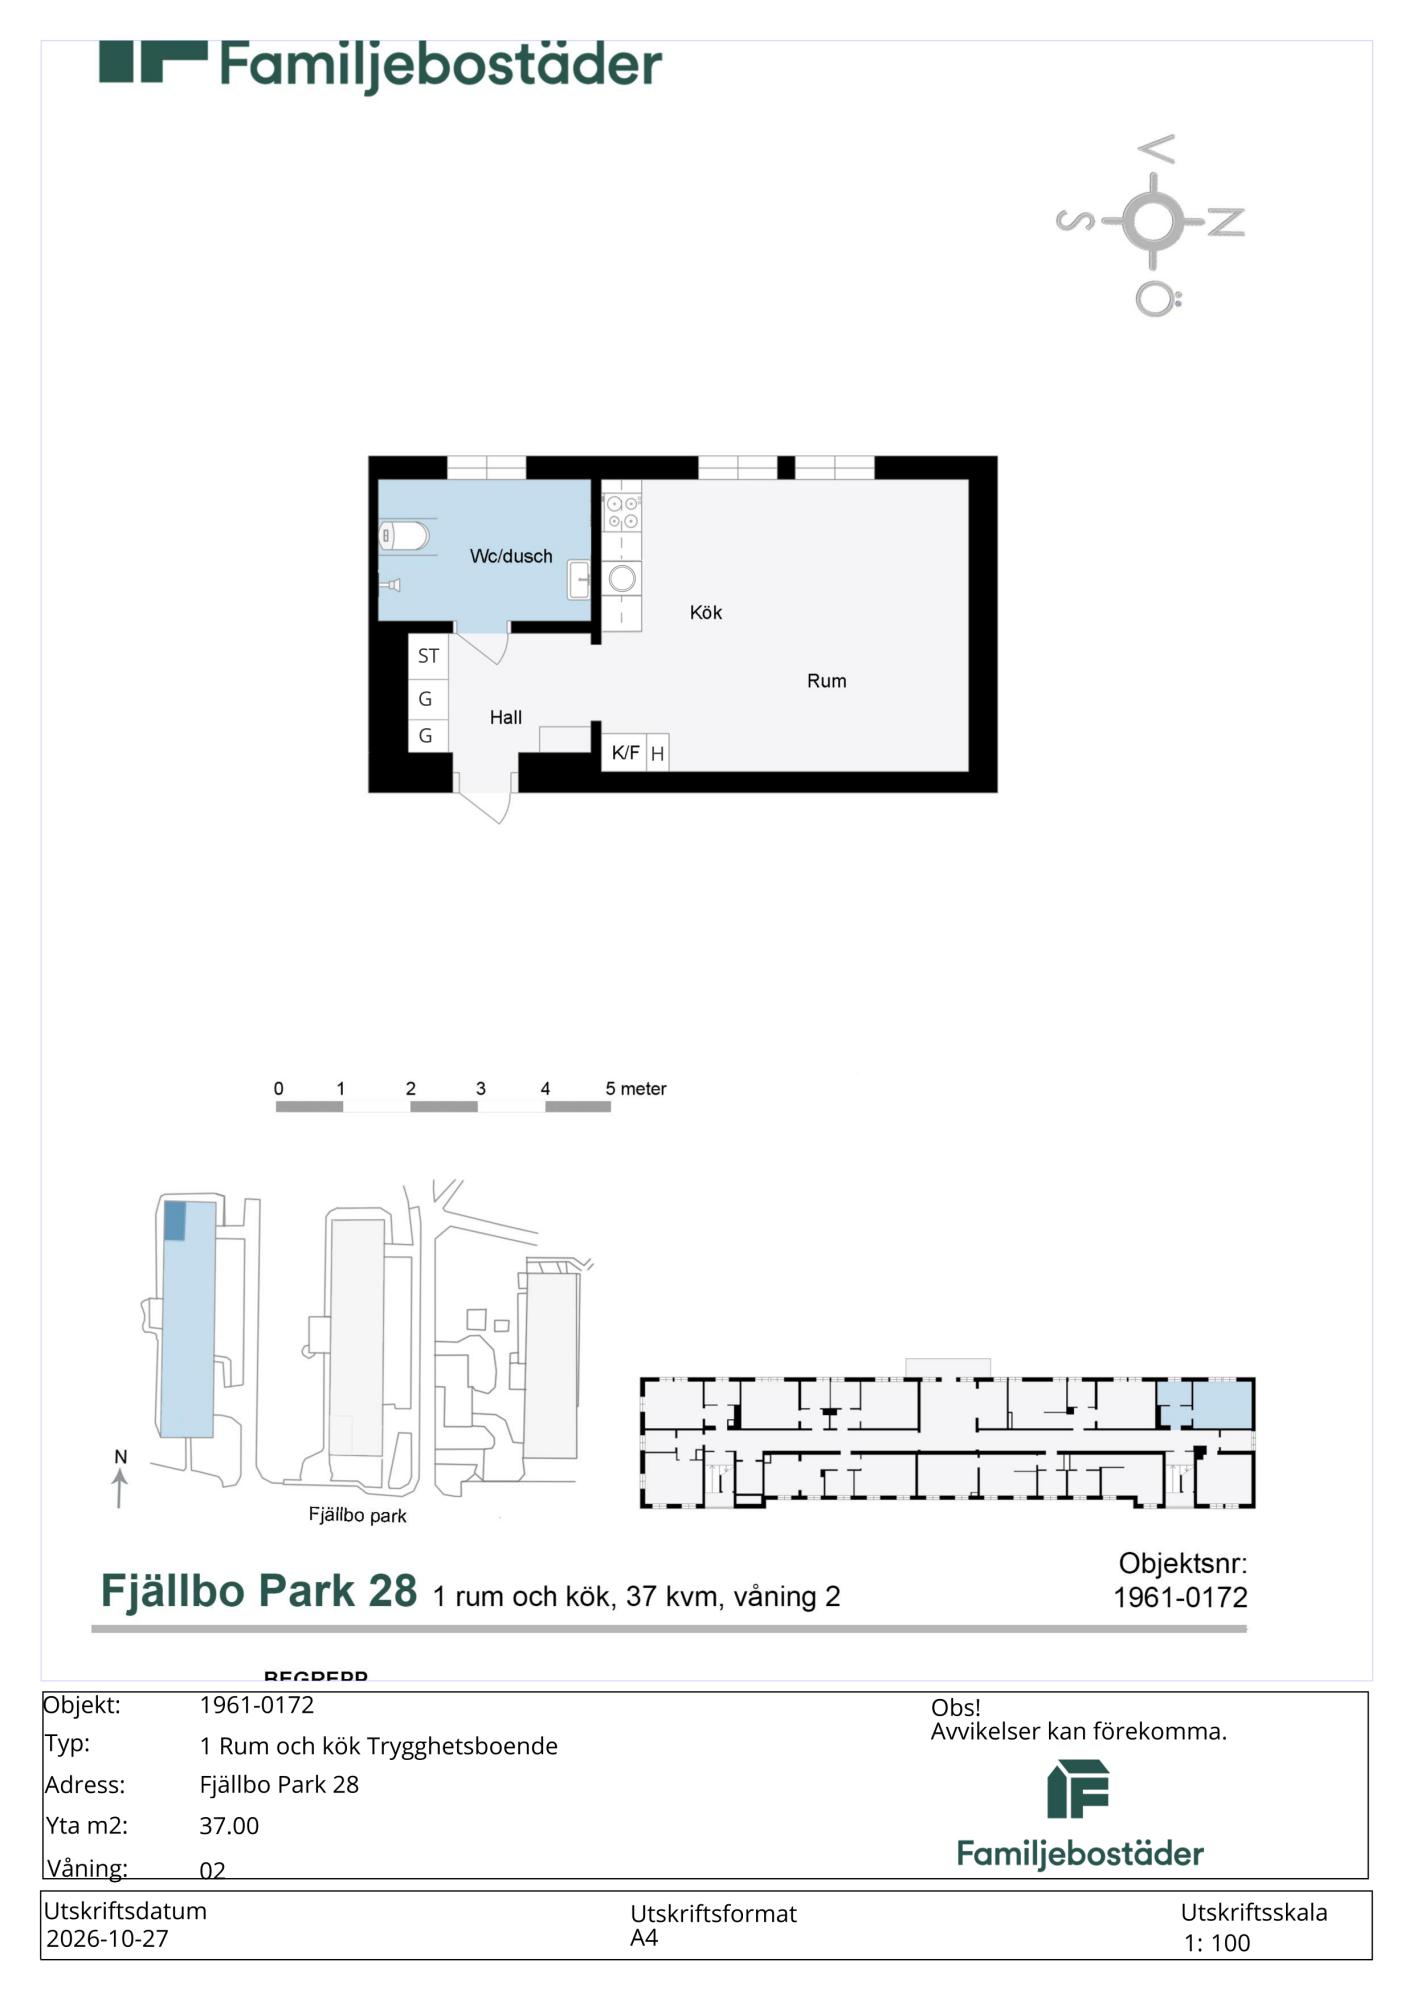 Familjebostäder
V
S
N
Ö
Wc/dusch
Kök
ST
Rum
G
Hall
G
K/F
H
0 1 2 3 4 5 meter
N
Fjällbo park
Objektsnr:
Fjällbo Park 28 1 rum och kök, 37 kvm, våning 2
1961-0172
BEGREPP
Objekt: 1961-0172
Typ: 1 Rum och kök Trygghetsboende
Adress: Fjällbo Park 28
Yta m2: 37.00
Våning: 02
Obs!
Avvikelser kan förekomma.
Familjebostäder
Utskriftsdatum
2026-10-27
Utskriftsformat
A4
Utskriftsskala
1: 100